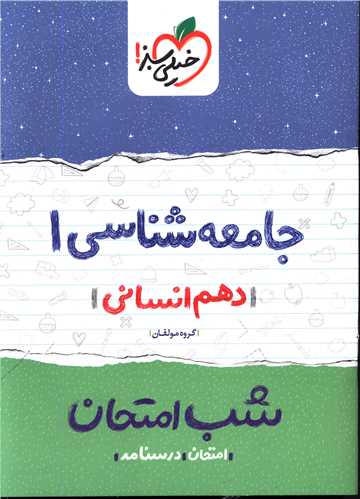 خیلی سبز!
جامعه‌شناسی ۱
|دهم انسانی|
|گروه مولفان|
شب امتحان
|امتحان|درسنامه|